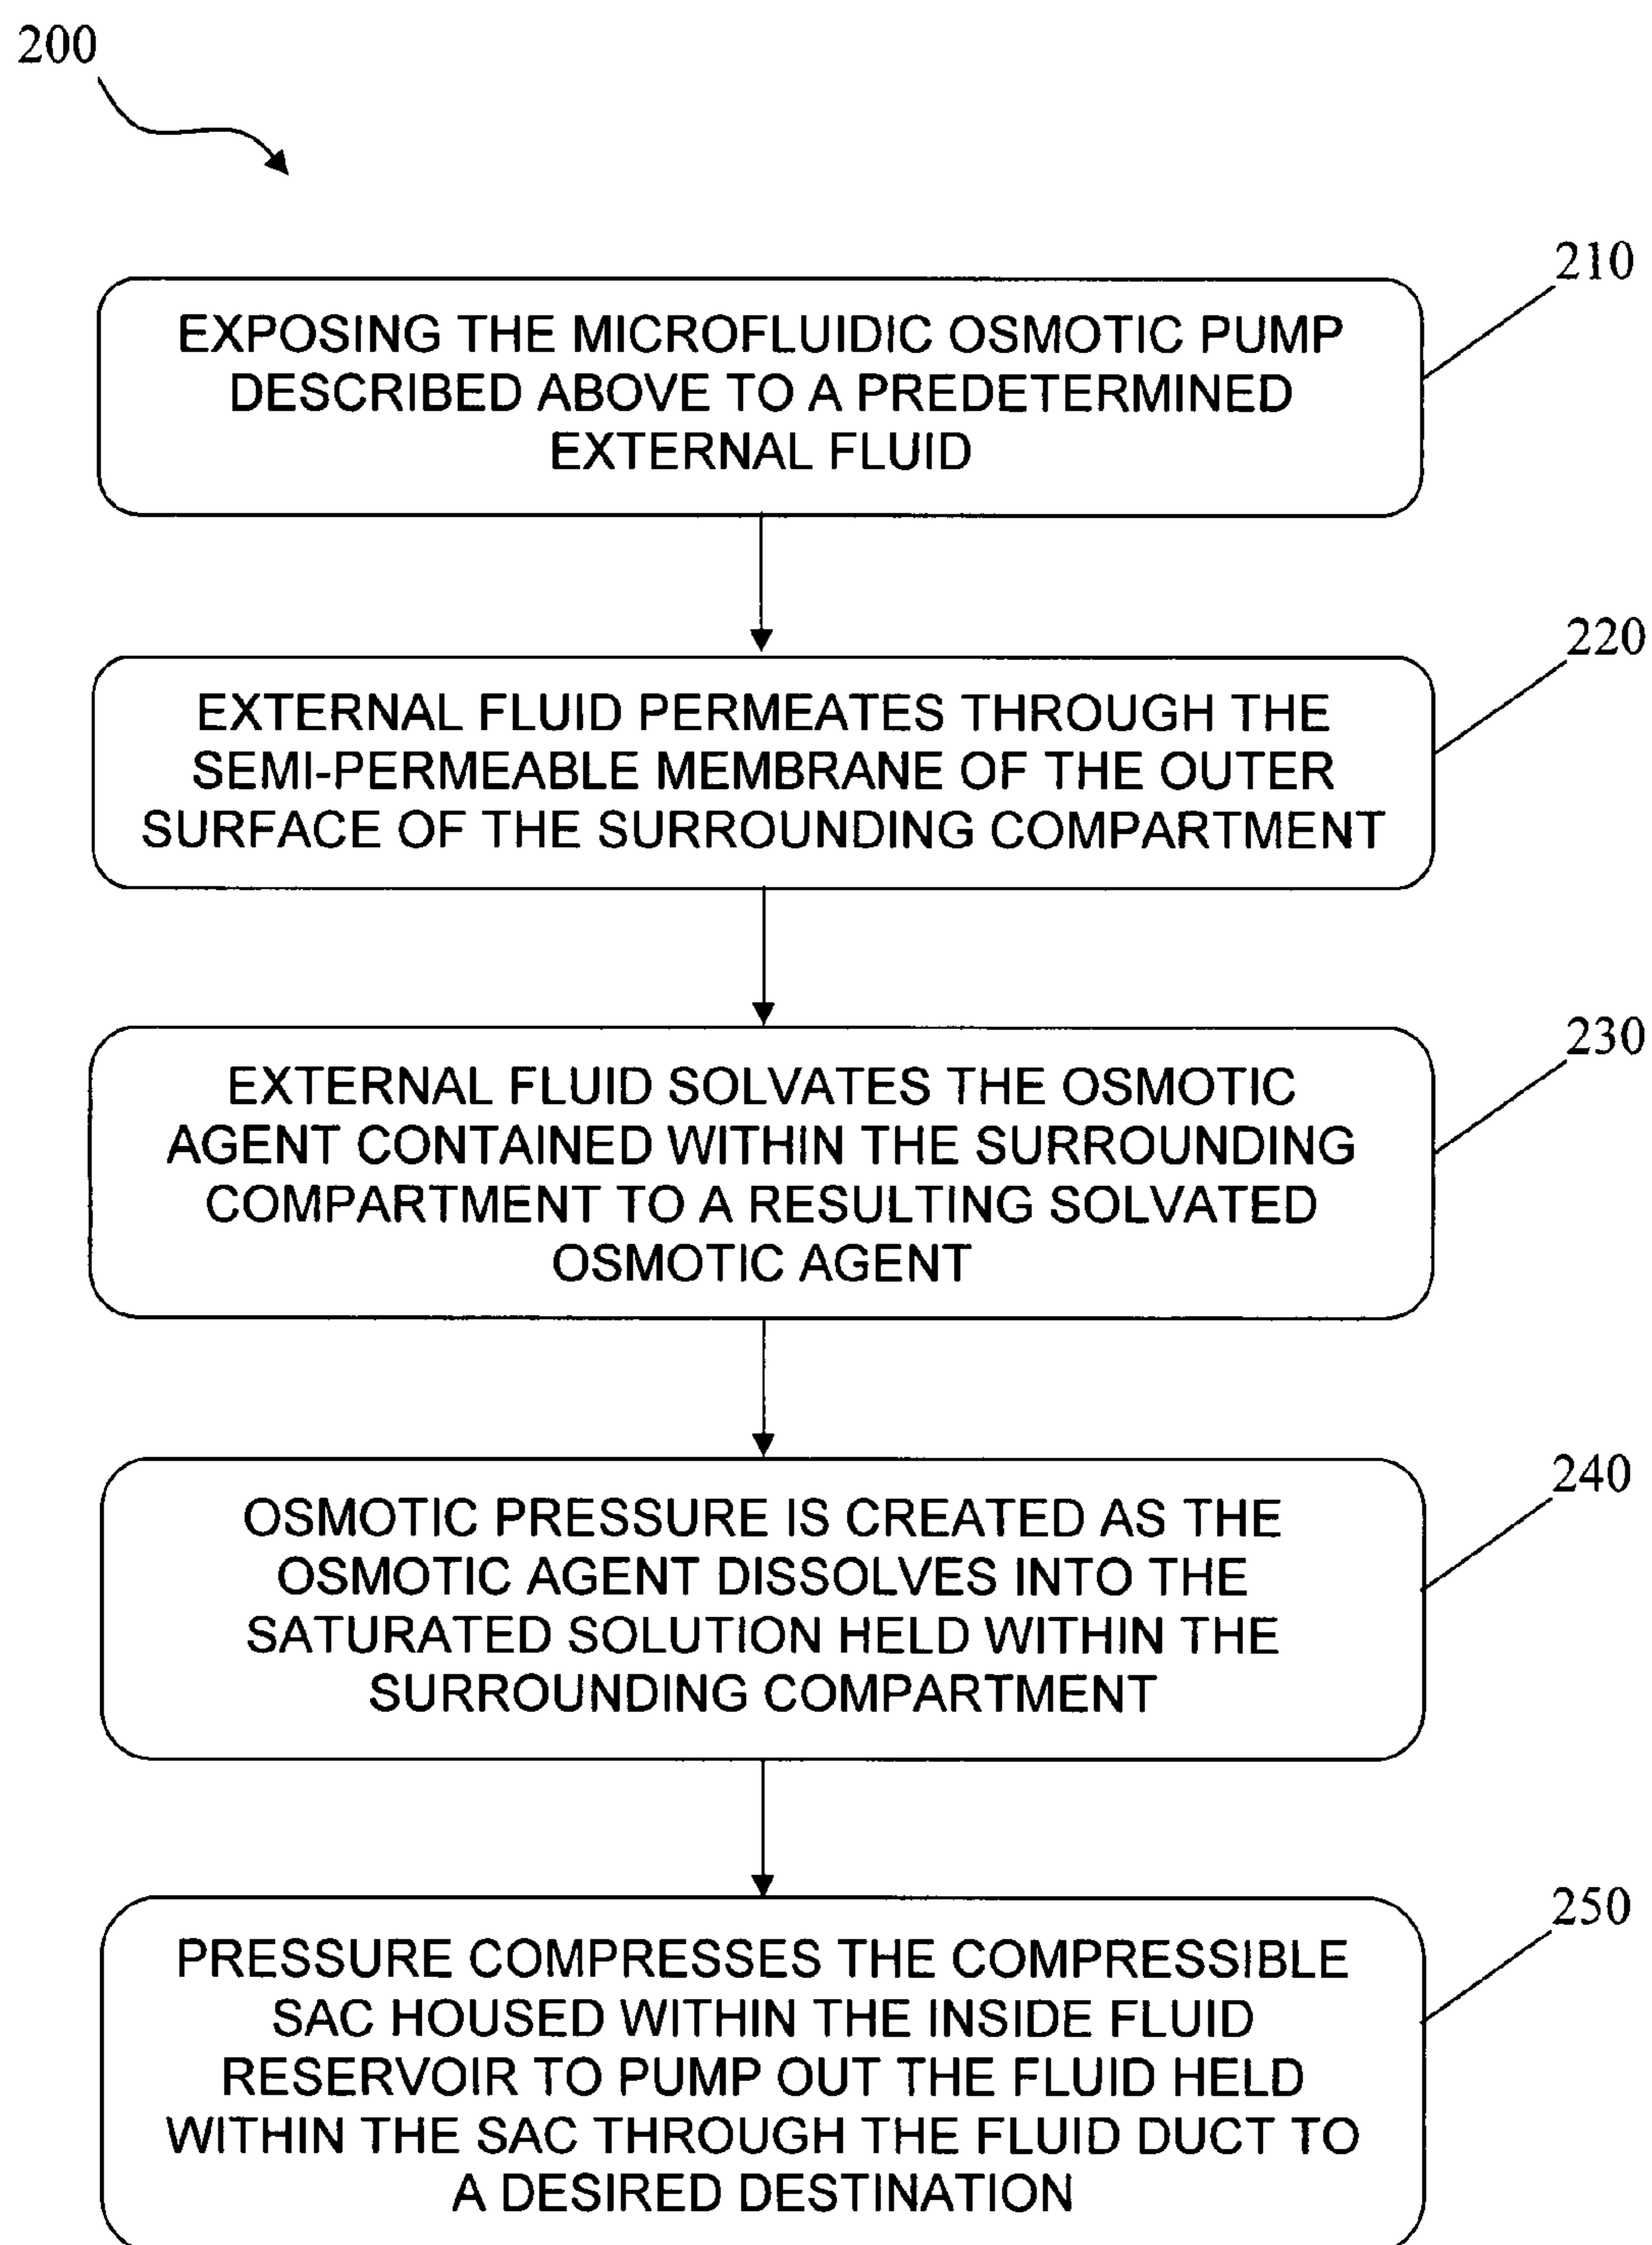 200
210
EXPOSING THE MICROFLUIDIC OSMOTIC PUMP
DESCRIBED ABOVE TO A PREDETERMINED
EXTERNAL FLUID
220
EXTERNAL FLUID PERMEATES THROUGH THE
SEMI-PERMEABLE MEMBRANE OF THE OUTER
SURFACE OF THE SURROUNDING COMPARTMENT
230
EXTERNAL FLUID SOLVATES THE OSMOTIC
AGENT CONTAINED WITHIN THE SURROUNDING
COMPARTMENT TO A RESULTING SOLVATED
OSMOTIC AGENT
240
OSMOTIC PRESSURE IS CREATED AS THE
OSMOTIC AGENT DISSOLVES INTO THE
SATURATED SOLUTION HELD WITHIN THE
SURROUNDING COMPARTMENT
250
PRESSURE COMPRESSES THE COMPRESSIBLE
SAC HOUSED WITHIN THE INSIDE FLUID
RESERVOIR TO PUMP OUT THE FLUID HELD
WITHIN THE SAC THROUGH THE FLUID DUCT TO
A DESIRED DESTINATION